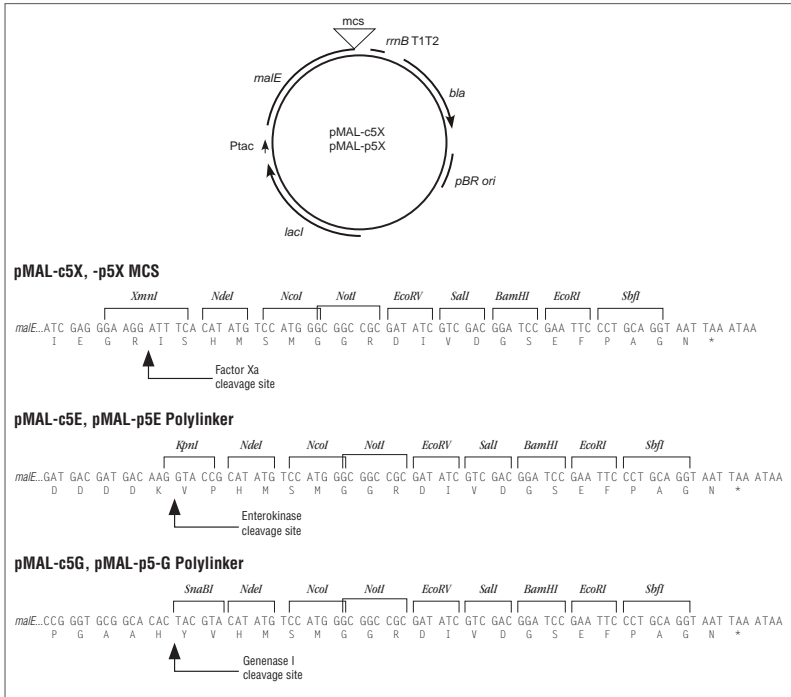 mcs
rrnB T1T2
malE
bla
pMAL-c5X
pMAL-p5X
Ptac
pBR ori
lacI
pMAL-c5X, -p5X MCS
XmnI NdeI NcoI NotI EcoRV SalI BamHI EcoRI SbfI
malE...ATC GAG GGA AGG ATT TCA CAT ATG TCC ATG GGC GGC CGC GAT ATC GTC GAC GGA TCC GAA TTC CCT GCA GGT AAT TAA ATAA
I E G R I S H M S M G G R D I V D G S E F P A G N *
Factor Xa
cleavage site
pMAL-c5E, pMAL-p5E Polylinker
KpnI NdeI NcoI NotI EcoRV SalI BamHI EcoRI SbfI
malE...GAT GAC GAT GAC AAG GTA CCG CAT ATG TCC ATG GGC GGC CGC GAT ATC GTC GAC GGA TCC GAA TTC CCT GCA GGT AAT TAA ATAA
D D D D K V P H M S M G G R D I V D G S E F P A G N *
Enterokinase
cleavage site
pMAL-c5G, pMAL-p5-G Polylinker
SnaBI NdeI NcoI NotI EcoRV SalI BamHI EcoRI SbfI
malE...CCG GGT GCG GCA CAC TAC GTA CAT ATG TCC ATG GGC GGC CGC GAT ATC GTC GAC GGA TCC GAA TTC CCT GCA GGT AAT TAA ATAA
P G A A H Y V H M S M G G R D I V D G S E F P A G N *
Genenase I
cleavage site